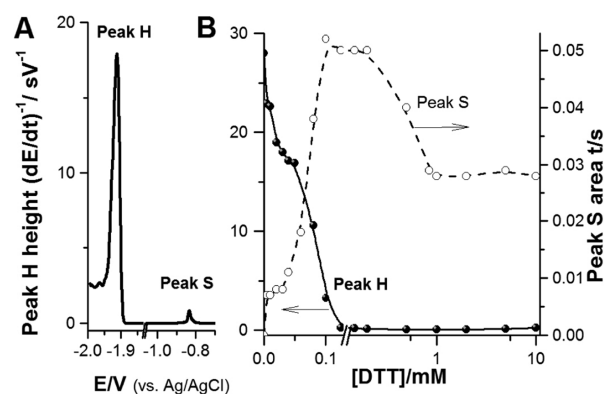 A
B
Peak H height (dE/dt)⁻¹/ sV⁻¹
20
10
0
Peak H
Peak S
-2.0 -1.9 -1.0 -0.8
E/V (vs. Ag/AgCl)
30
20
10
0
Peak S
Peak H
0.0 0.1 1 10
[DTT]/mM
0.05
0.04
0.03
0.02
0.01
0.00
Peak S area t/s